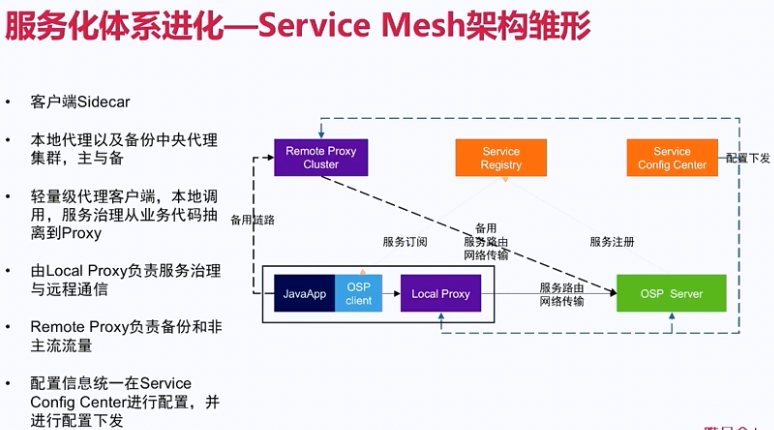 服务化体系进化—Service Mesh架构雏形
• 客户端Sidecar
• 本地代理以及备份中央代理
集群，主与备
• 轻量级代理客户端，本地调
用，服务治理从业务代码抽
离到Proxy
• 由Local Proxy负责服务治理
与远程通信
• Remote Proxy负责备份和非
主流流量
• 配置信息统一在Service
Config Center进行配置，并
进行配置下发
Remote Proxy
Cluster
Service
Registry
Service
Config Center
配置下发
备用链路
服务订阅
备用
服务路由
网络传输
服务注册
JavaApp
OSP
client
Local Proxy
服务路由
网络传输
OSP Server